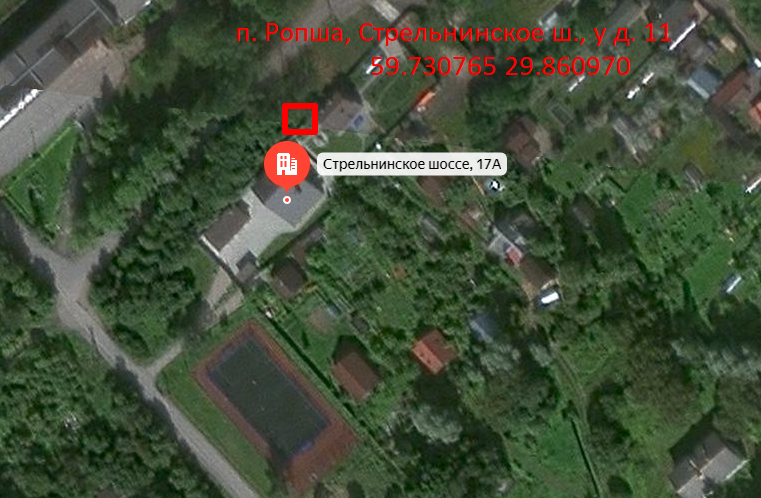 п. Ропша, Стрельнинское ш., у д. 11
59.730765 29.860970
Стрельнинское шоссе, 17А